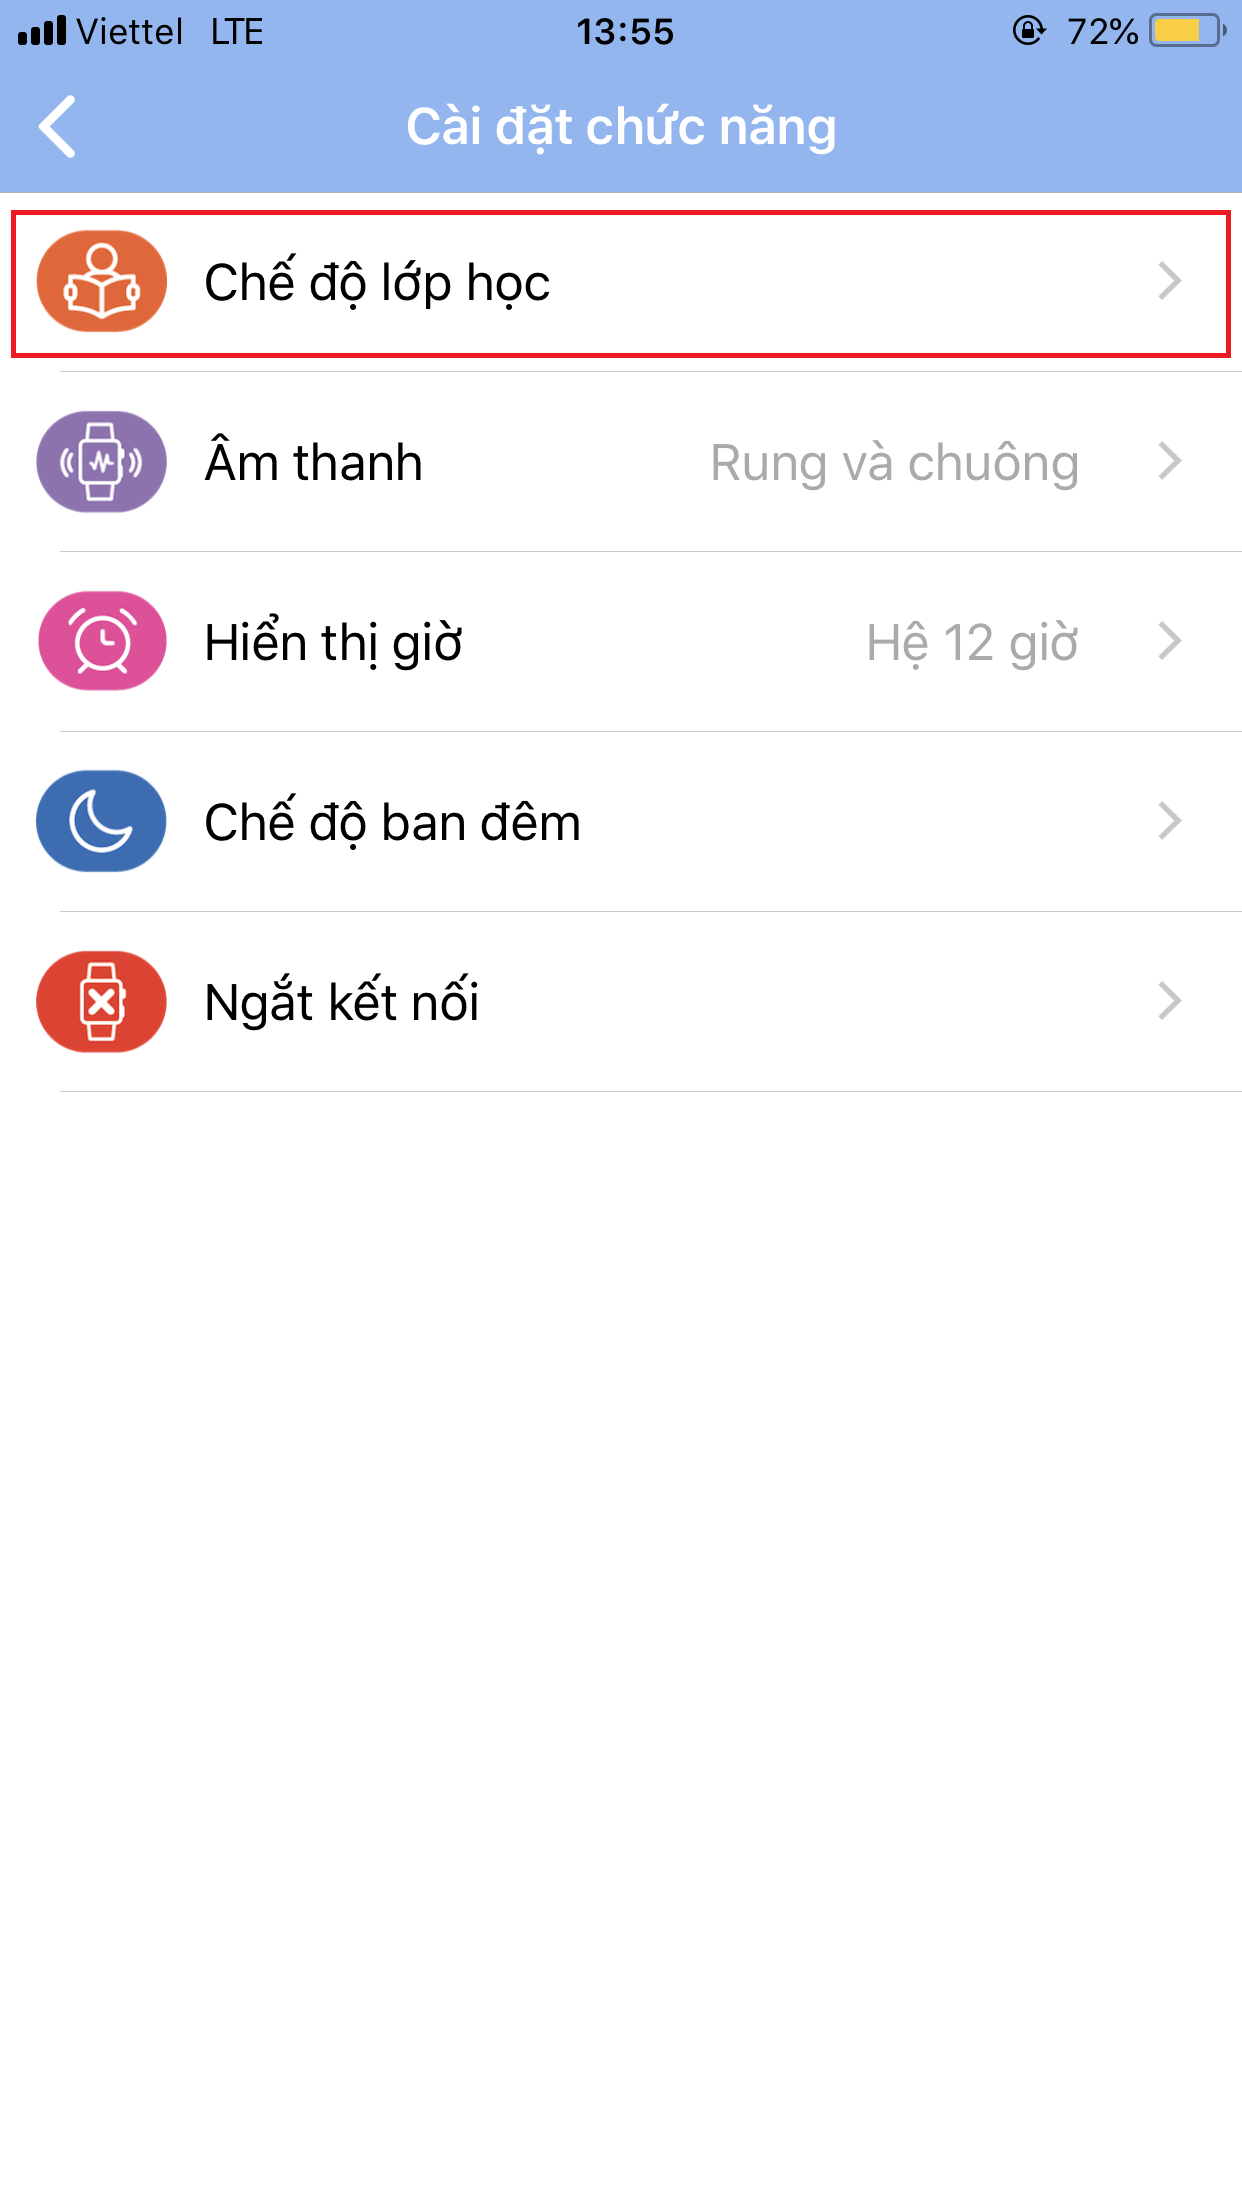 Viettel LTE 13:55 72%
Cài đặt chức năng
Chế độ lớp học
Âm thanh Rung và chuông
Hiển thị giờ Hệ 12 giờ
Chế độ ban đêm
Ngắt kết nối